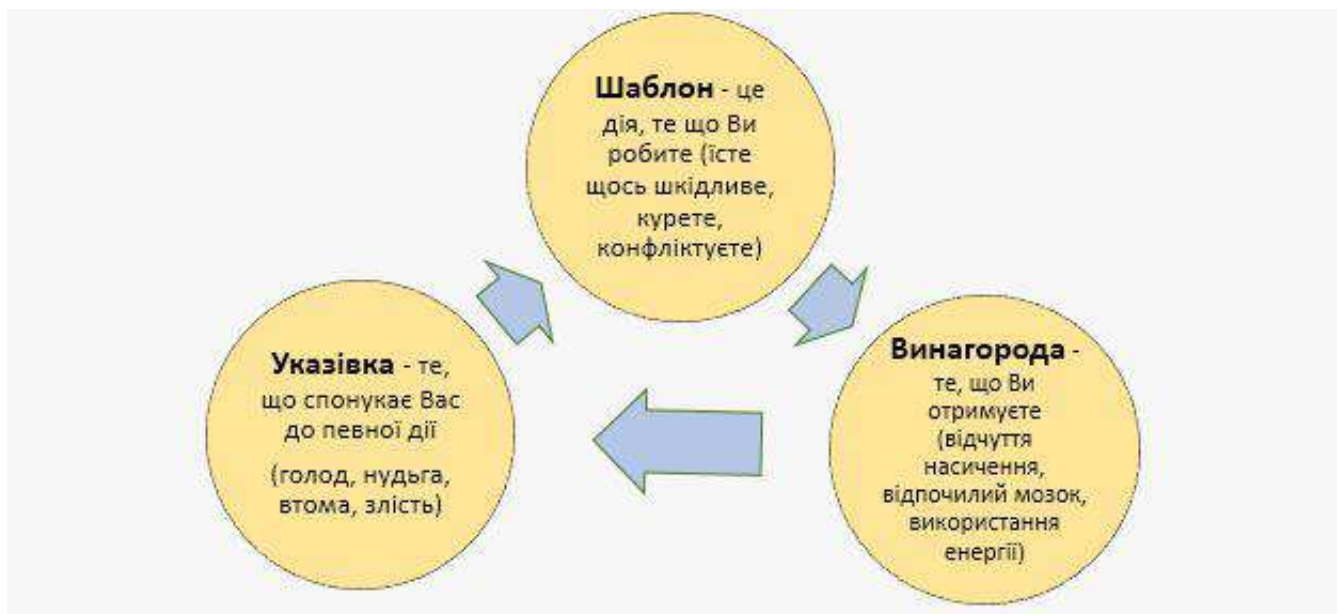 Шаблон - це
дія, те що Ви
робите (їсте
щось шкідливе,
курете,
конфліктуєте)
Указівка - те,
що спонукає Вас
до певної дії
(голод, нудьга,
втома, злість)
Винагорода -
те, що Ви
отримуєте
(відчуття
насичення,
відпочилий мозок,
використання
енергії)